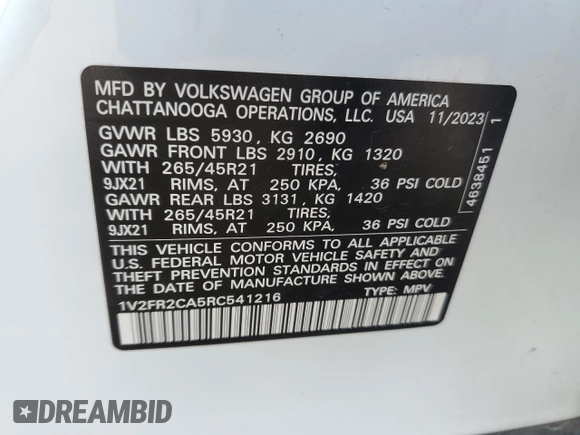 MFD BY VOLKSWAGEN GROUP OF AMERICA
CHATTANOOGA OPERATIONS, LLC. USA 11/2023
GVWR LBS 5930, KG 2690
GAWR FRONT LBS 2910, KG 1320
WITH 265/45R21 TIRES,
9JX21 RIMS, AT 250 KPA, 36 PSI COLD
GAWR REAR LBS 3131, KG 1420
WITH 265/45R21 TIRES,
9JX21 RIMS, AT 250 KPA, 36 PSI COLD
THIS VEHICLE CONFORMS TO ALL APPLICABLE
U.S. FEDERAL MOTOR VEHICLE SAFETY AND
THEFT PREVENTION STANDARDS IN EFFECT ON
THE DATE OF MANUFACTURE SHOWN ABOVE.
1V2FR2CA5RC541216 TYPE: MPV
4638451 1
DREAMBID